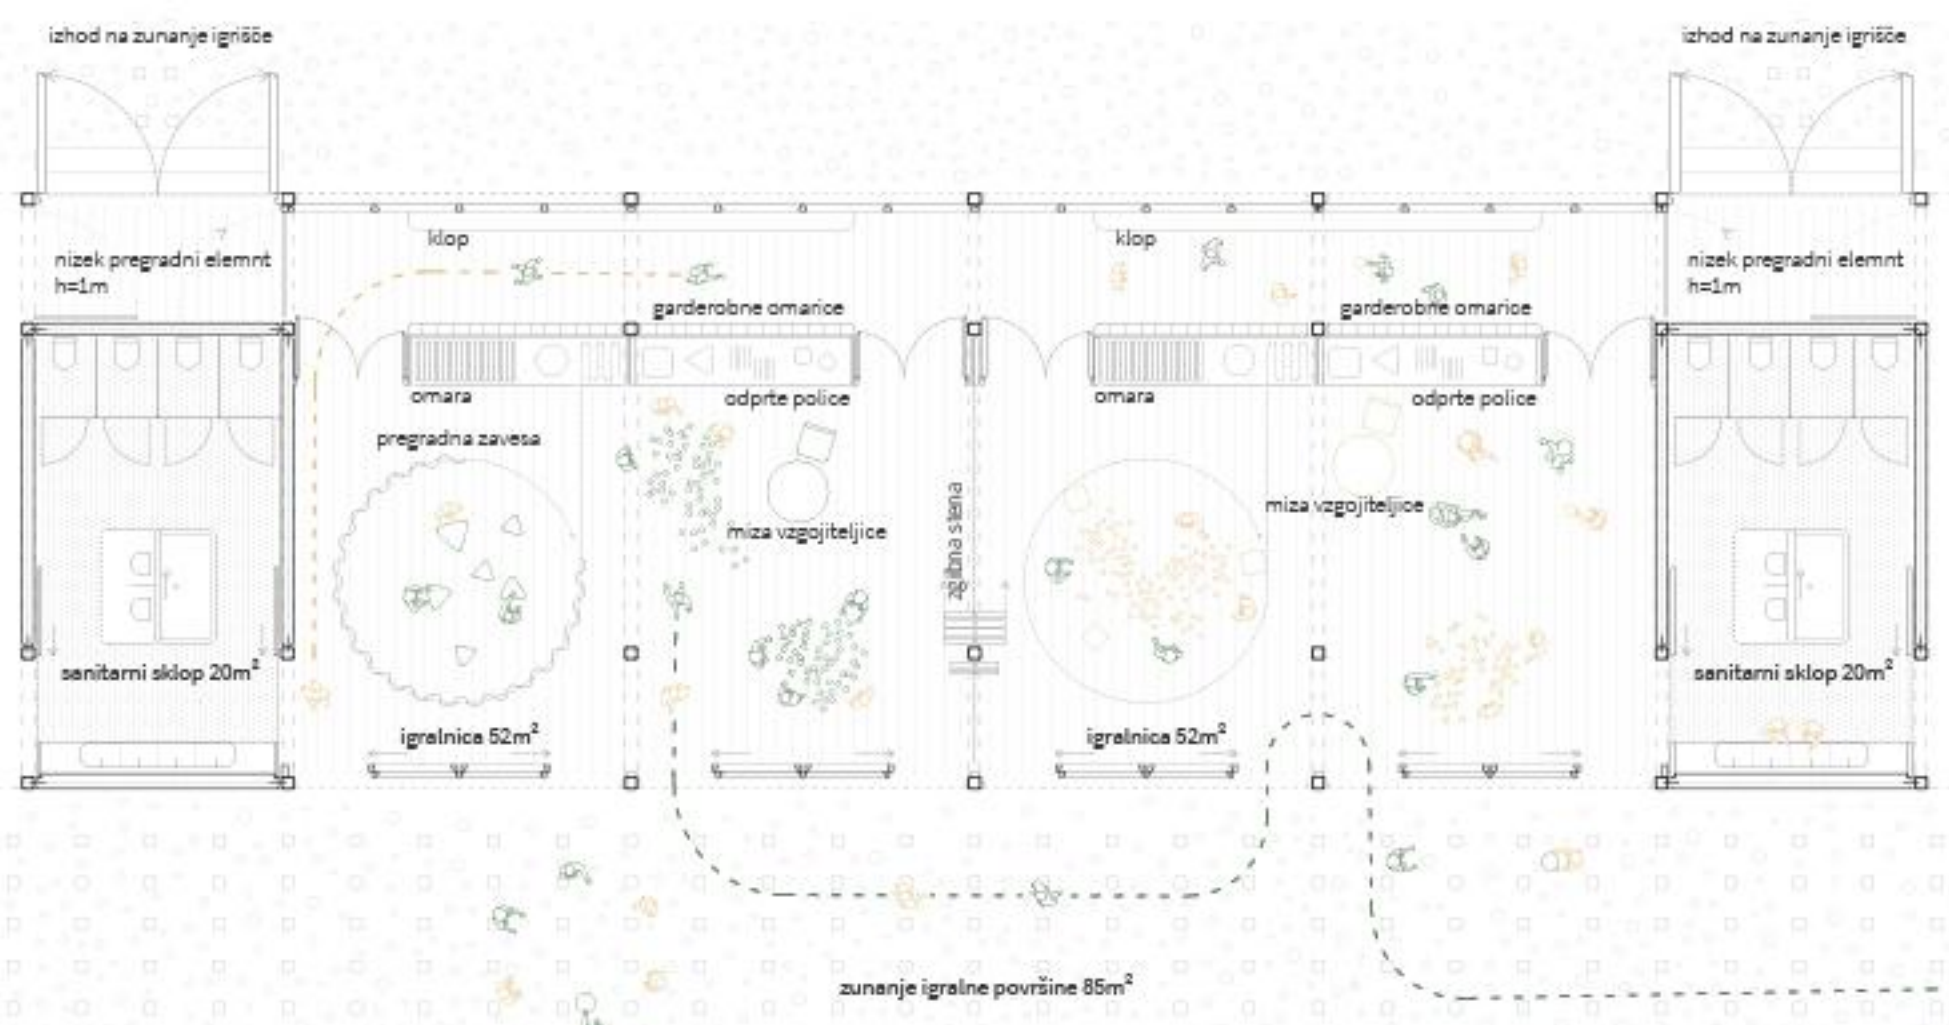 izhod na zunanje igrišče
izhod na zunanje igrišče
klop
klop
nizek pregradni elemnt
h=1m
nizek pregradni elemnt
h=1m
garderobne omarice
garderobne omarice
omara
odprte police
omara
odprte police
pregradna zavesa
miza vzgojiteljice
zgibna stena
miza vzgojiteljice
sanitarni sklop 20m²
sanitarni sklop 20m²
igralnica 52m²
igralnica 52m²
zunanje igralne površine 85m²